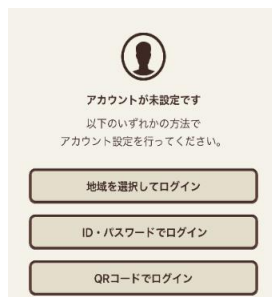 アカウントが未設定です
以下のいずれかの方法で
アカウント設定を行ってください。
地域を選択してログイン
ID・パスワードでログイン
QRコードでログイン